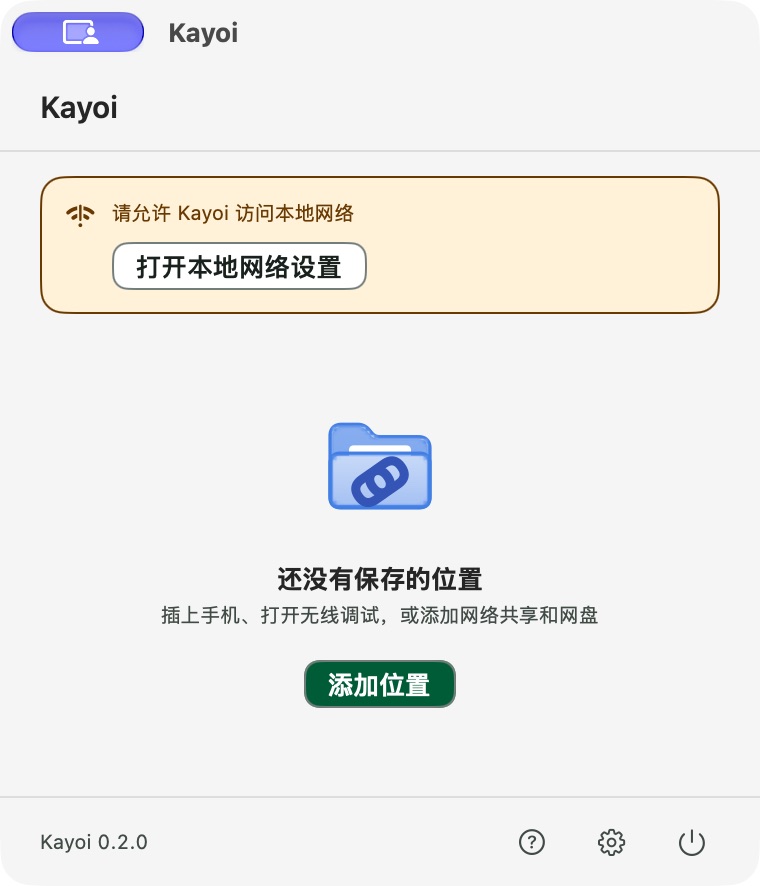 Kayoi
Kayoi
请允许 Kayoi 访问本地网络
打开本地网络设置
还没有保存的位置
插上手机、打开无线调试，或添加网络共享和网盘
添加位置
Kayoi 0.2.0